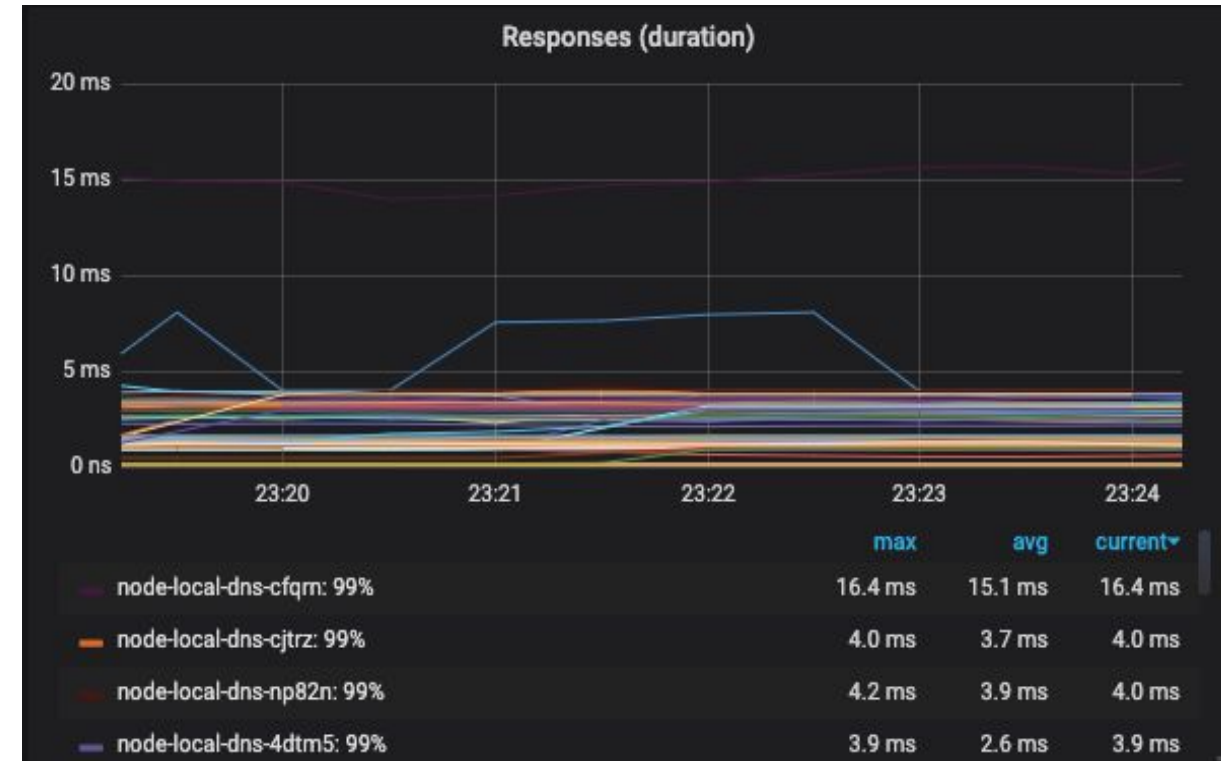 Responses (duration)
20 ms
15 ms
10 ms
5 ms
0 ns
23:20 23:21 23:22 23:23 23:24
max avg current
node-local-dns-cfqrn: 99% 16.4 ms 15.1 ms 16.4 ms
node-local-dns-cjtrz: 99% 4.0 ms 3.7 ms 4.0 ms
node-local-dns-np82n: 99% 4.2 ms 3.9 ms 4.0 ms
node-local-dns-4dtm5: 99% 3.9 ms 2.6 ms 3.9 ms